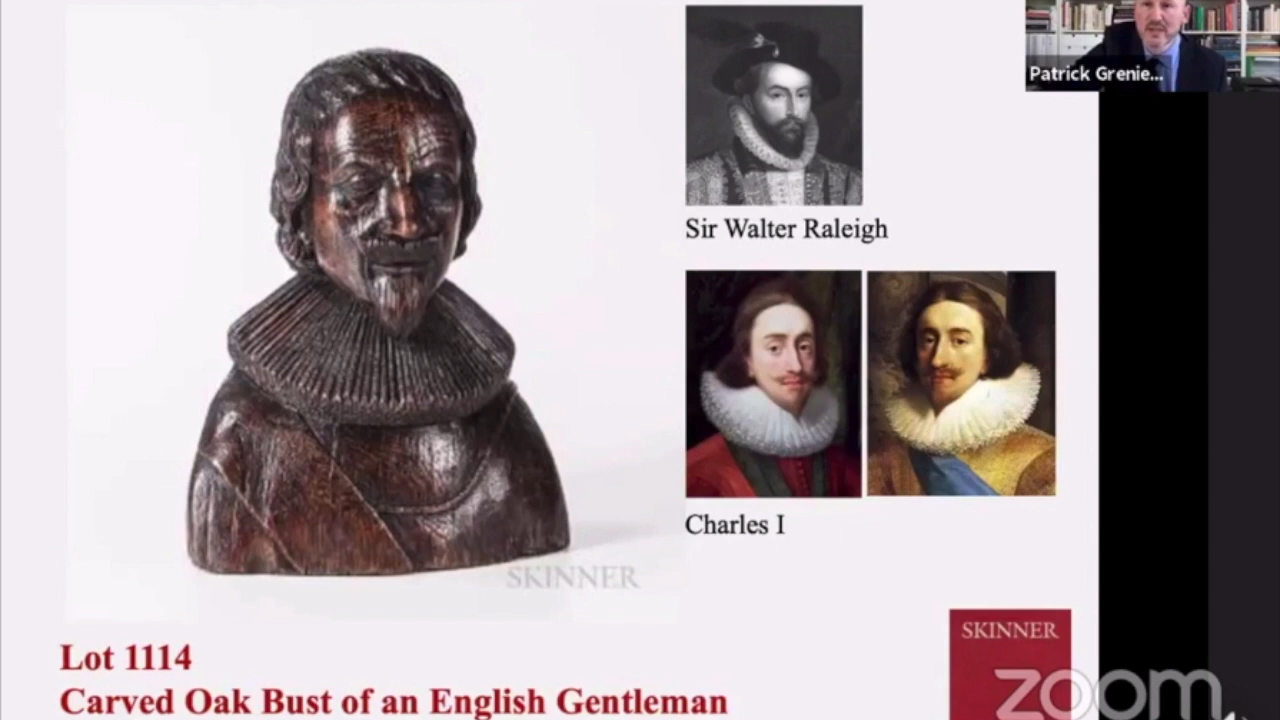 Patrick Grenie...
Sir Walter Raleigh
Charles I
SKINNER
Lot 1114
Carved Oak Bust of an English Gentleman
SKINNER
zoom